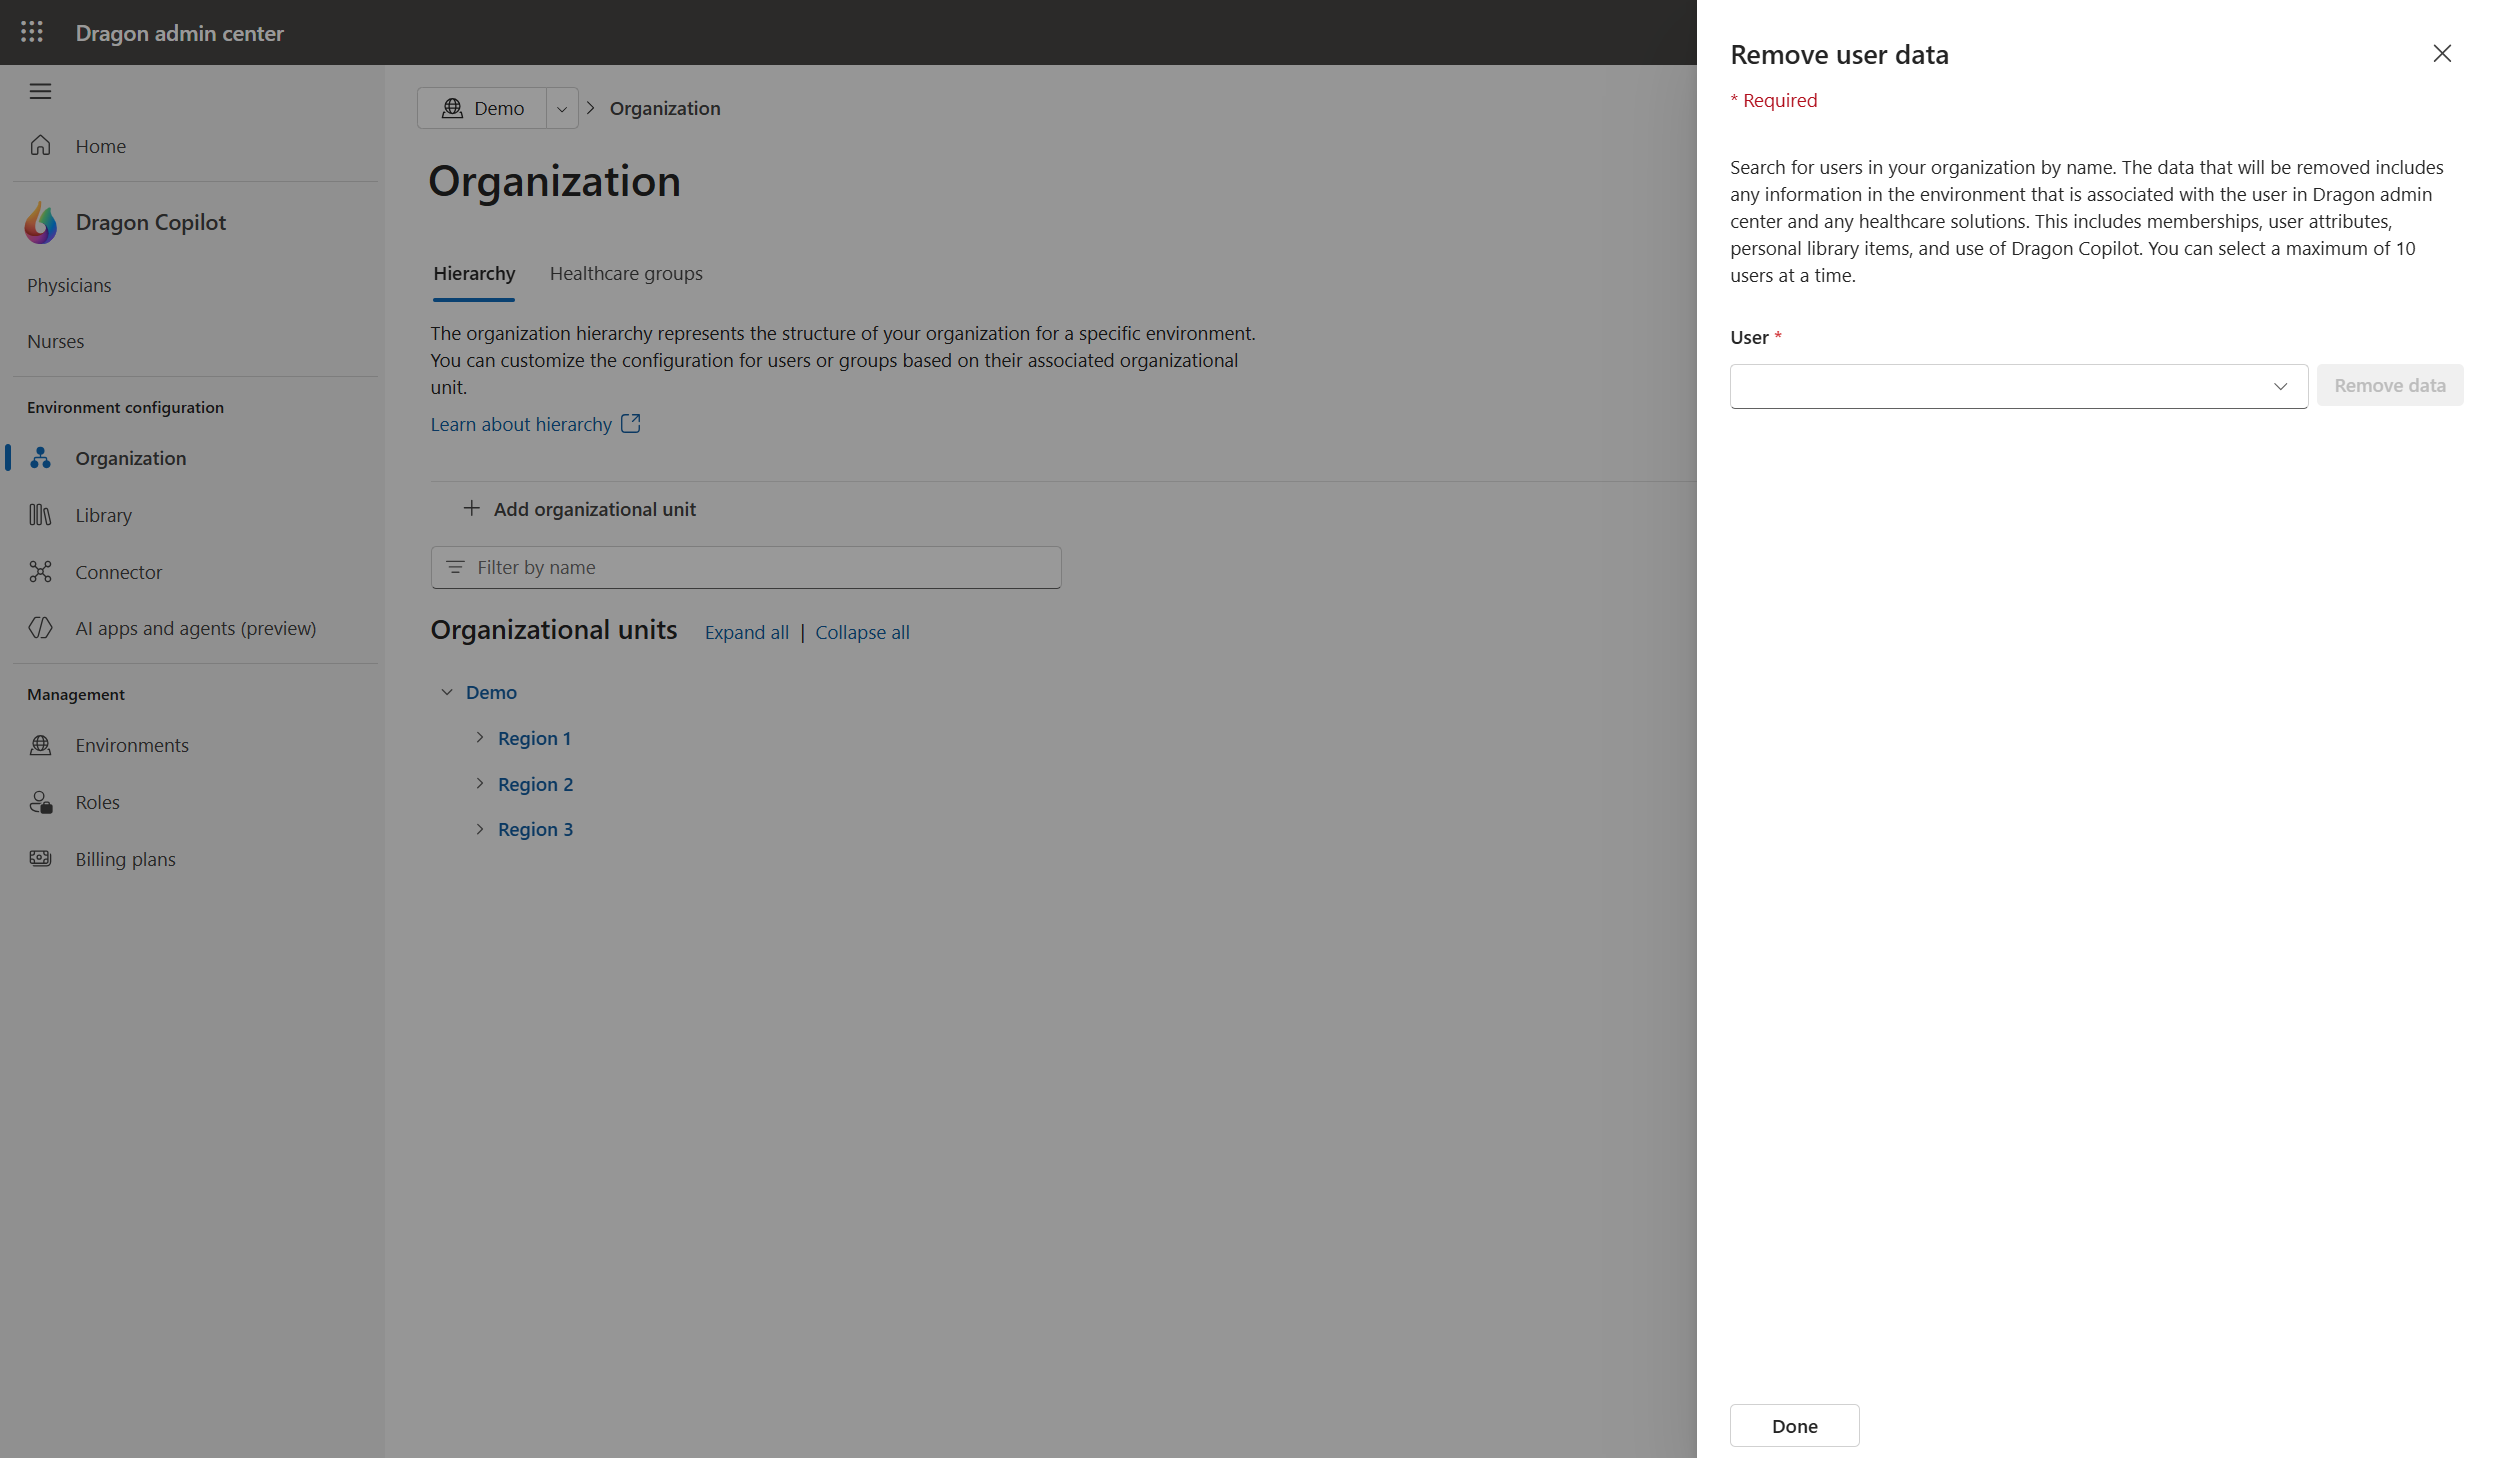 Dragon admin center
Home
Dragon Copilot
Physicians
Nurses
Environment configuration
Organization
Library
Connector
AI apps and agents (preview)
Management
Environments
Roles
Billing plans
Demo
Organization
Organization
Hierarchy
Healthcare groups
The organization hierarchy represents the structure of your organization for a specific environment.
You can customize the configuration for users or groups based on their associated organizational
unit.
Learn about hierarchy
Add organizational unit
Filter by name
Organizational units
Expand all | Collapse all
Demo
Region 1
Region 2
Region 3
Remove user data
* Required
Search for users in your organization by name. The data that will be removed includes
any information in the environment that is associated with the user in Dragon admin
center and any healthcare solutions. This includes memberships, user attributes,
personal library items, and use of Dragon Copilot. You can select a maximum of 10
users at a time.
User *
Remove data
Done